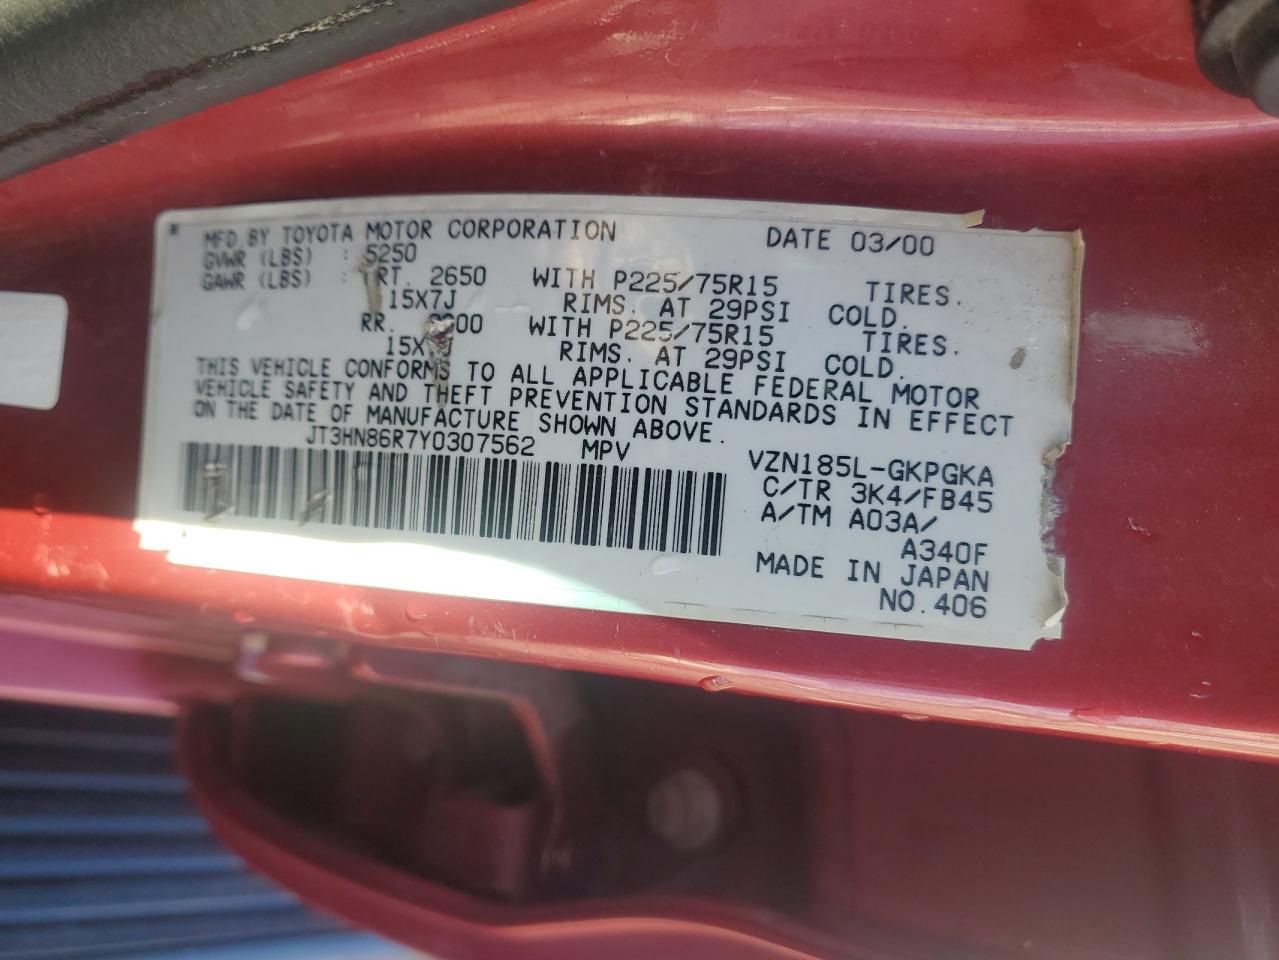 MFD BY TOYOTA MOTOR CORPORATION DATE 03/00
GVWR (LBS) : 5250
GAWR (LBS) : FRT. 2650 WITH P225/75R15 TIRES.
15X7J RIMS. AT 29PSI COLD.
RR. WITH P225/75R15 TIRES.
RIMS. AT 29PSI COLD.
THIS VEHICLE CONFORMS TO ALL APPLICABLE FEDERAL MOTOR
VEHICLE SAFETY AND THEFT PREVENTION STANDARDS IN EFFECT
ON THE DATE OF MANUFACTURE SHOWN ABOVE.
JT3HN86R7Y0307562 MPV
VZN185L-GKPGKA
C/TR 3K4/FB45
A/TM A03A/
A340F
MADE IN JAPAN
NO.406